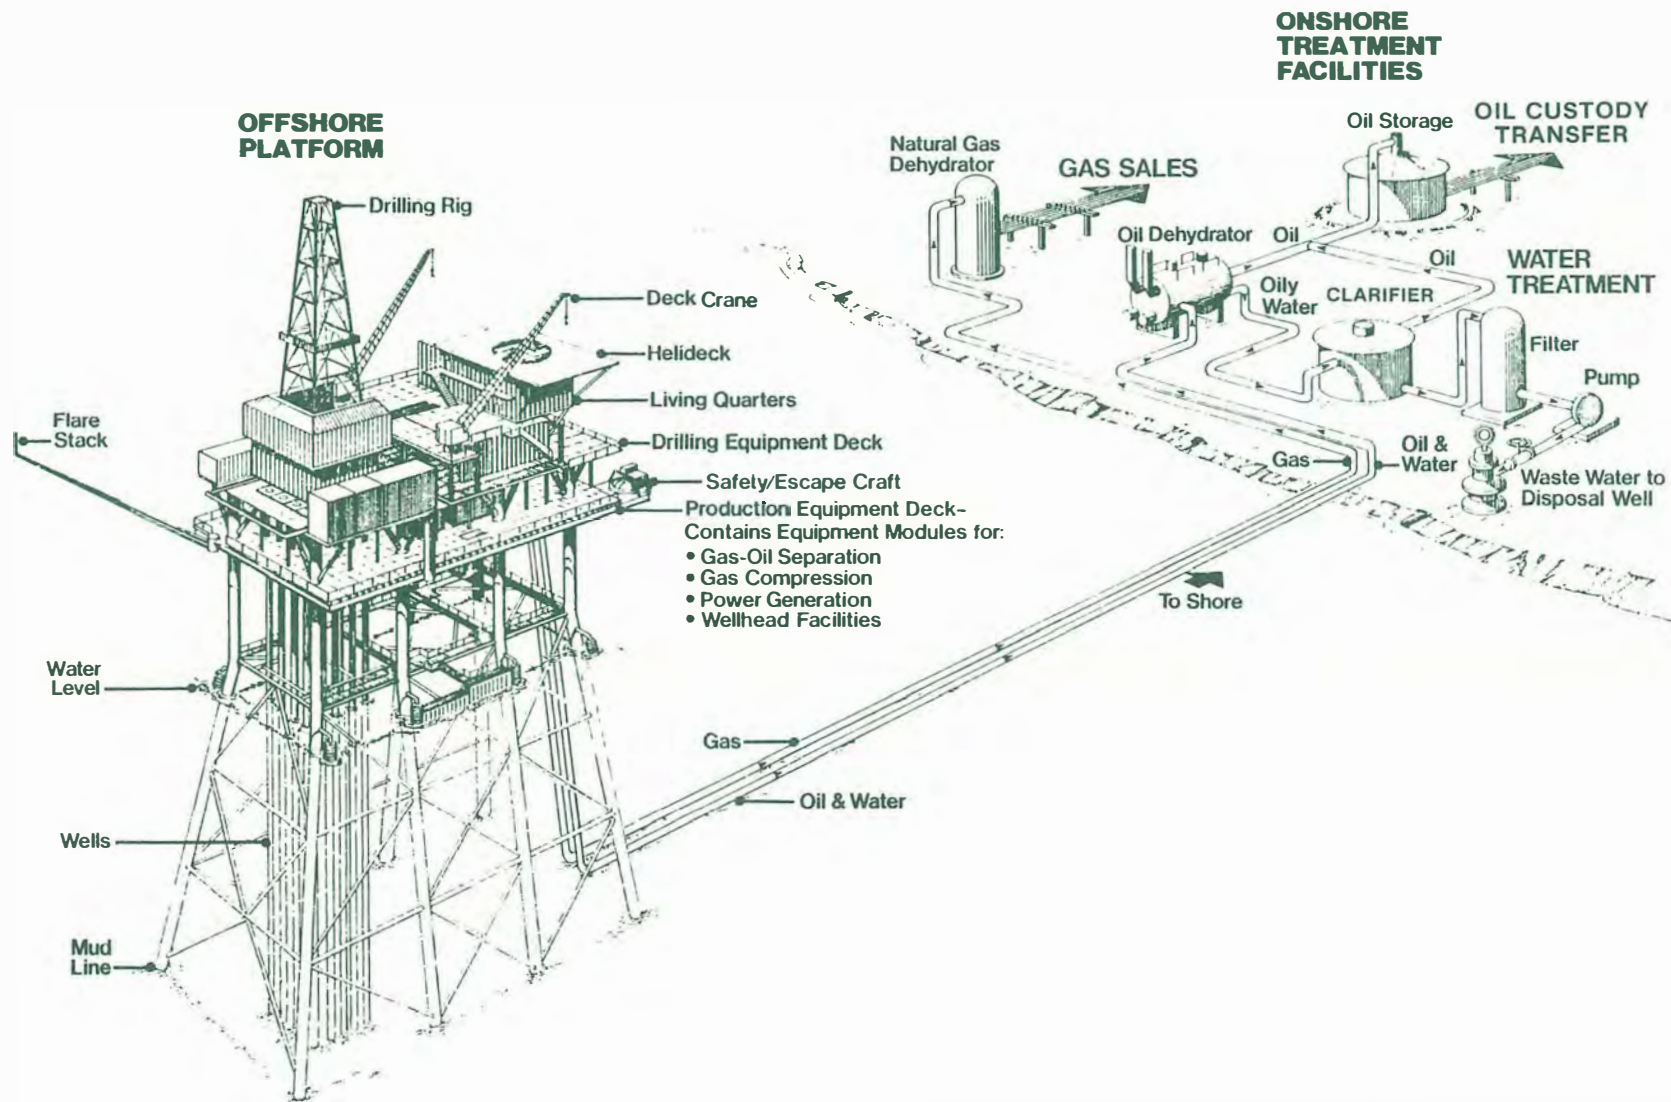 ONSHORE
TREATMENT
FACILITIES
OFFSHORE
PLATFORM
Drilling Rig
Deck Crane
Helideck
Living Quarters
Drilling Equipment Deck
Safety/Escape Craft
Production Equipment Deck–
Contains Equipment Modules for:
• Gas-Oil Separation
• Gas Compression
• Power Generation
• Wellhead Facilities
Flare
Stack
Water
Level
Wells
Mud
Line
Gas
Oil & Water
To Shore
Gas
Oil &
Water
Natural Gas
Dehydrator
GAS SALES
Oil Dehydrator
Oil
Oily
Water
Oil Storage
OIL CUSTODY
TRANSFER
Oil
WATER
TREATMENT
CLARIFIER
Filter
Pump
Waste Water to
Disposal Well